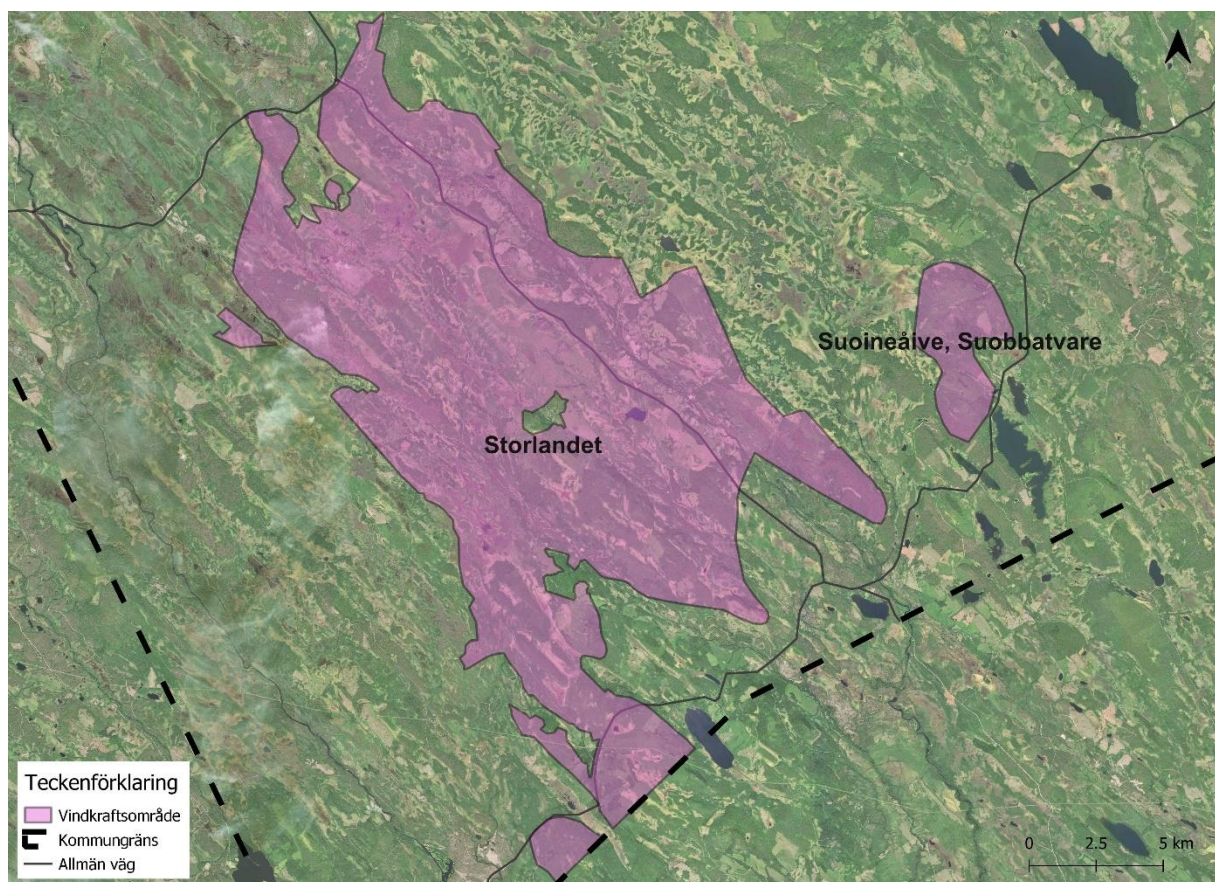 Suoineåive, Suobbatvare
Storlandet
Teckenförklaring
Vindkraftsområde
Kommungräns
Allmän väg
0 2.5 5 km